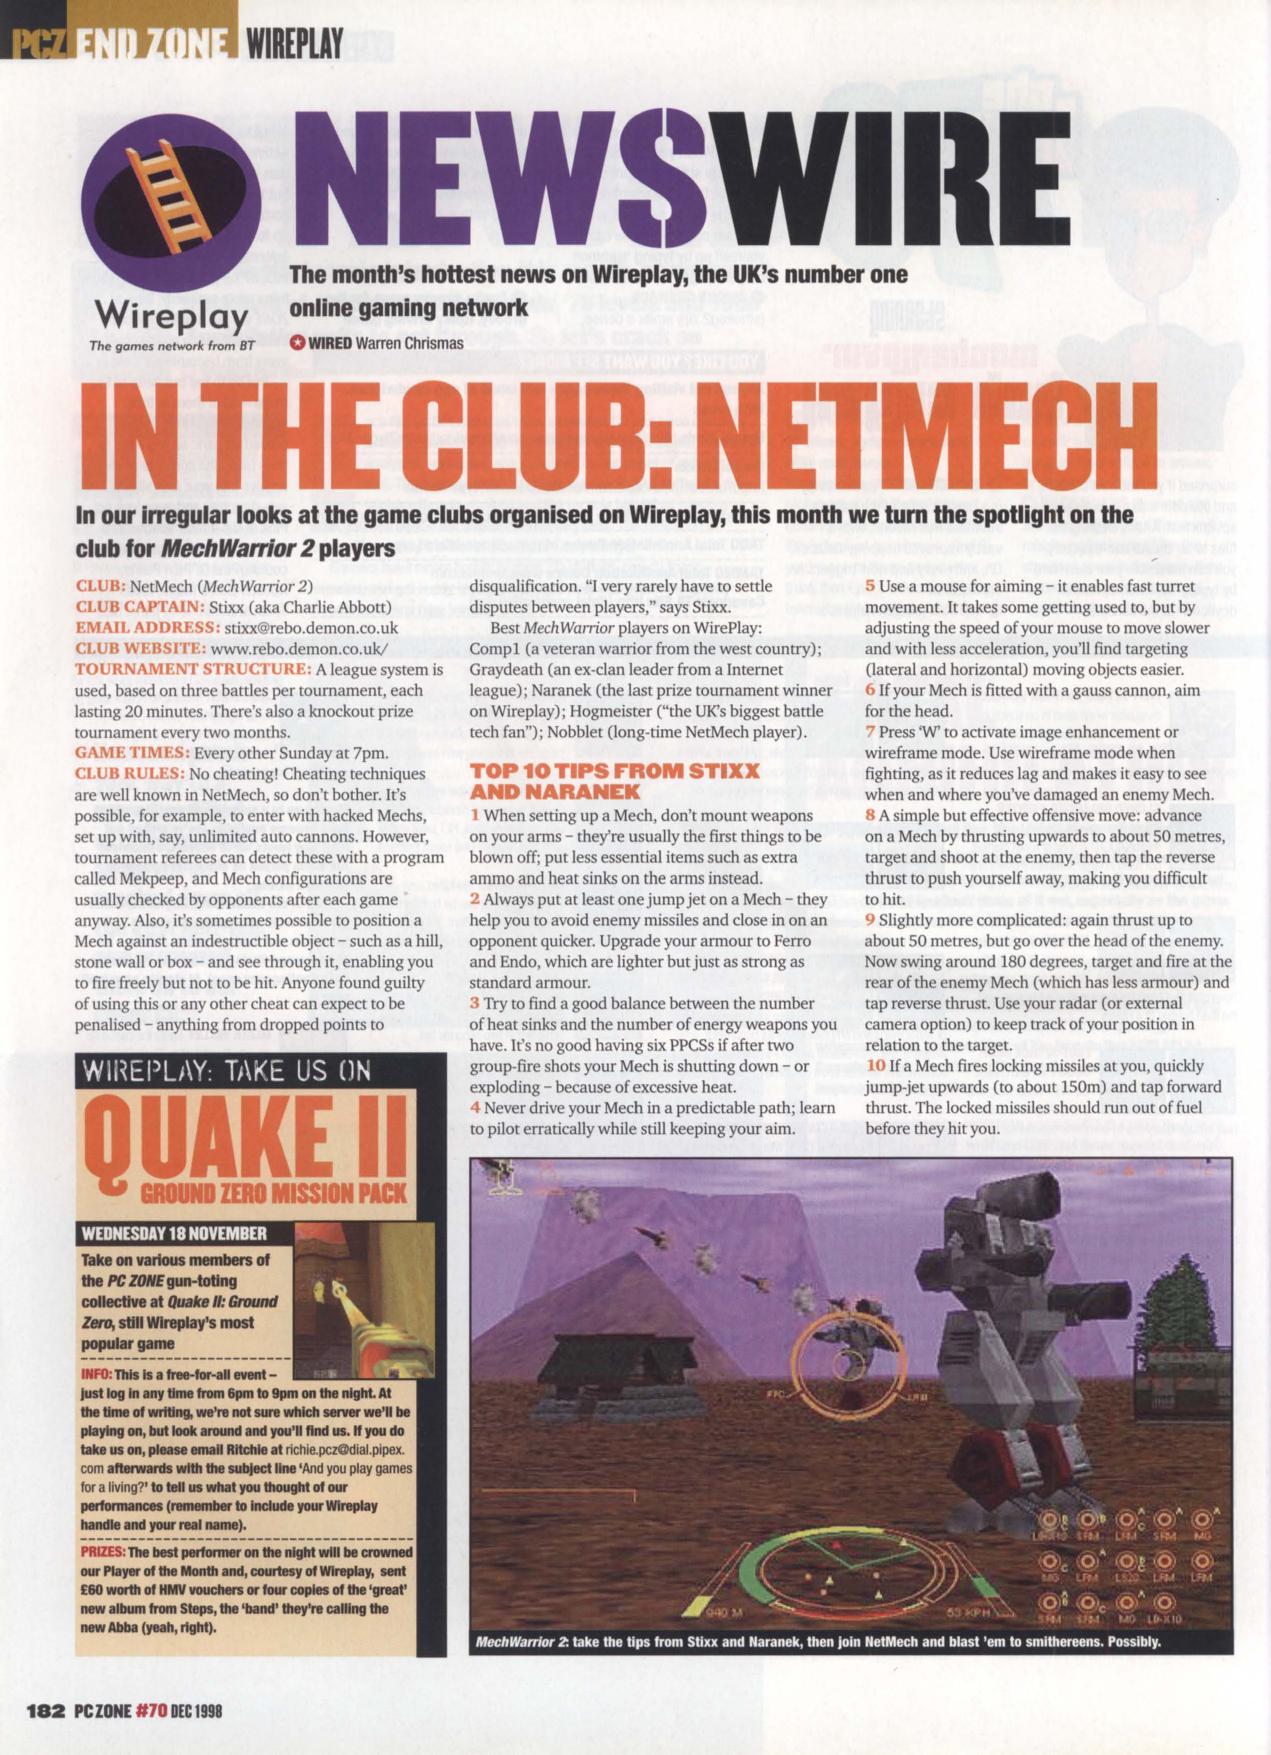 PCZ END ZONE WIREPLAY
NEWSWIRE
Wireplay
The games network from BT
The month's hottest news on Wireplay, the UK's number one
online gaming network
WIRED Warren Chrismas
IN THE CLUB: NETMECH
In our irregular looks at the game clubs organised on Wireplay, this month we turn the spotlight on the
club for MechWarrior 2 players
CLUB: NetMech (MechWarrior 2)
CLUB CAPTAIN: Stixx (aka Charlie Abbott)
EMAIL ADDRESS: stixx@rebo.demon.co.uk
CLUB WEBSITE: www.rebo.demon.co.uk/
TOURNAMENT STRUCTURE: A league system is
used, based on three battles per tournament, each
lasting 20 minutes. There's also a knockout prize
tournament every two months.
GAME TIMES: Every other Sunday at 7pm.
CLUB RULES: No cheating! Cheating techniques
are well known in NetMech, so don't bother. It's
possible, for example, to enter with hacked Mechs,
set up with, say, unlimited auto cannons. However,
tournament referees can detect these with a program
called Mekpeep, and Mech configurations are
usually checked by opponents after each game
anyway. Also, it's sometimes possible to position a
Mech against an indestructible object – such as a hill,
stone wall or box – and see through it, enabling you
to fire freely but not to be hit. Anyone found guilty
of using this or any other cheat can expect to be
penalised – anything from dropped points to
disqualification. "I very rarely have to settle
disputes between players," says Stixx.
Best MechWarrior players on WirePlay:
Comp1 (a veteran warrior from the west country);
Graydeath (an ex-clan leader from a Internet
league); Naranek (the last prize tournament winner
on Wireplay); Hogmeister ("the UK's biggest battle
tech fan"); Nobblet (long-time NetMech player).
TOP 10 TIPS FROM STIXX
AND NARANEK
1 When setting up a Mech, don't mount weapons
on your arms – they're usually the first things to be
blown off; put less essential items such as extra
ammo and heat sinks on the arms instead.
2 Always put at least one jump jet on a Mech – they
help you to avoid enemy missiles and close in on an
opponent quicker. Upgrade your armour to Ferro
and Endo, which are lighter but just as strong as
standard armour.
3 Try to find a good balance between the number
of heat sinks and the number of energy weapons you
have. It's no good having six PPCSs if after two
group-fire shots your Mech is shutting down – or
exploding – because of excessive heat.
4 Never drive your Mech in a predictable path; learn
to pilot erratically while still keeping your aim.
5 Use a mouse for aiming – it enables fast turret
movement. It takes some getting used to, but by
adjusting the speed of your mouse to move slower
and with less acceleration, you'll find targeting
(lateral and horizontal) moving objects easier.
6 If your Mech is fitted with a gauss cannon, aim
for the head.
7 Press 'W' to activate image enhancement or
wireframe mode. Use wireframe mode when
fighting, as it reduces lag and makes it easy to see
when and where you've damaged an enemy Mech.
8 A simple but effective offensive move: advance
on a Mech by thrusting upwards to about 50 metres,
target and shoot at the enemy, then tap the reverse
thrust to push yourself away, making you difficult
to hit.
9 Slightly more complicated: again thrust up to
about 50 metres, but go over the head of the enemy.
Now swing around 180 degrees, target and fire at the
rear of the enemy Mech (which has less armour) and
tap reverse thrust. Use your radar (or external
camera option) to keep track of your position in
relation to the target.
10 If a Mech fires locking missiles at you, quickly
jump-jet upwards (to about 150m) and tap forward
thrust. The locked missiles should run out of fuel
before they hit you.
WIREPLAY: TAKE US ON
QUAKE II
GROUND ZERO MISSION PACK
WEDNESDAY 18 NOVEMBER
Take on various members of
the PC ZONE gun-toting
collective at Quake II: Ground
Zero, still Wireplay's most
popular game
INFO: This is a free-for-all event –
just log in any time from 6pm to 9pm on the night. At
the time of writing, we're not sure which server we'll be
playing on, but look around and you'll find us. If you do
take us on, please email Ritchie at richie.pcz@dial.pipex.
com afterwards with the subject line 'And you play games
for a living?' to tell us what you thought of our
performances (remember to include your Wireplay
handle and your real name).
PRIZES: The best performer on the night will be crowned
our Player of the Month and, courtesy of Wireplay, sent
£60 worth of HMV vouchers or four copies of the 'great'
new album from Steps, the 'band' they're calling the
new Abba (yeah, right).
PPC LRM
SRM LRM SRM MG
MG LRM LRM LRM
SRM SRM MG LB-X10
940 M 53 KPH
MechWarrior 2: take the tips from Stixx and Naranek, then join NetMech and blast 'em to smithereens. Possibly.
182 PC ZONE #70 DEC 1998